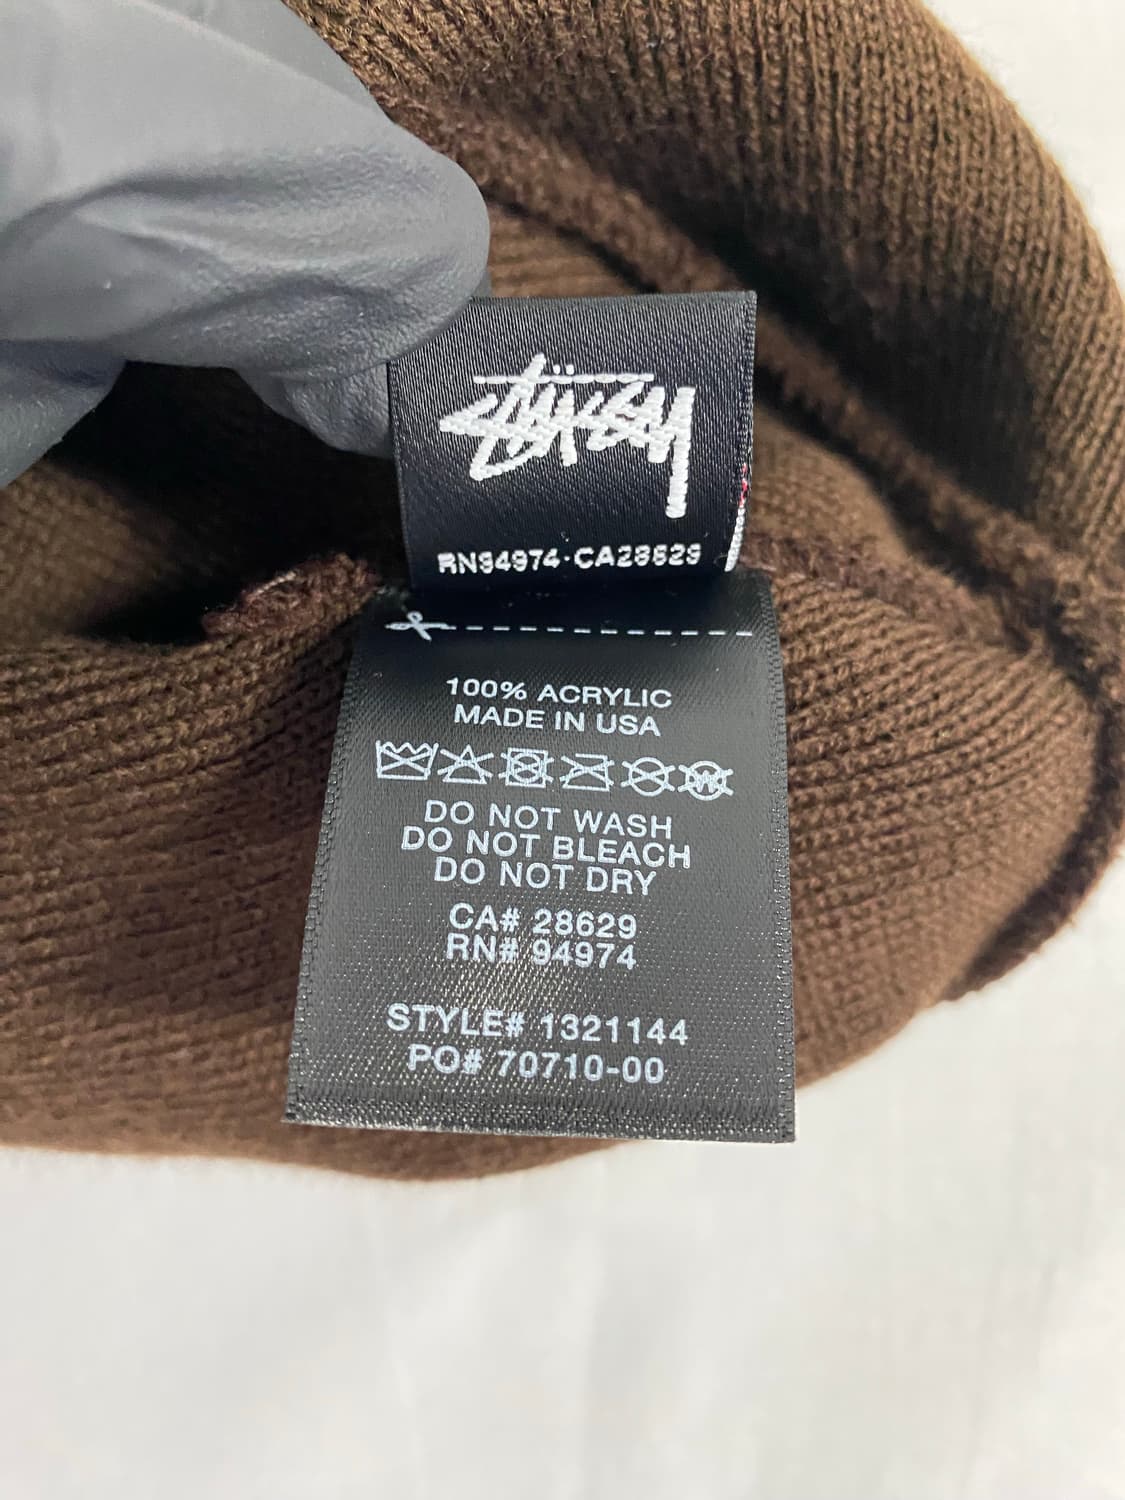 STÜSSY
RN94974·CA28629
100% ACRYLIC
MADE IN USA
DO NOT WASH
DO NOT BLEACH
DO NOT DRY
CA# 28629
RN# 94974
STYLE# 1321144
PO# 70710-00